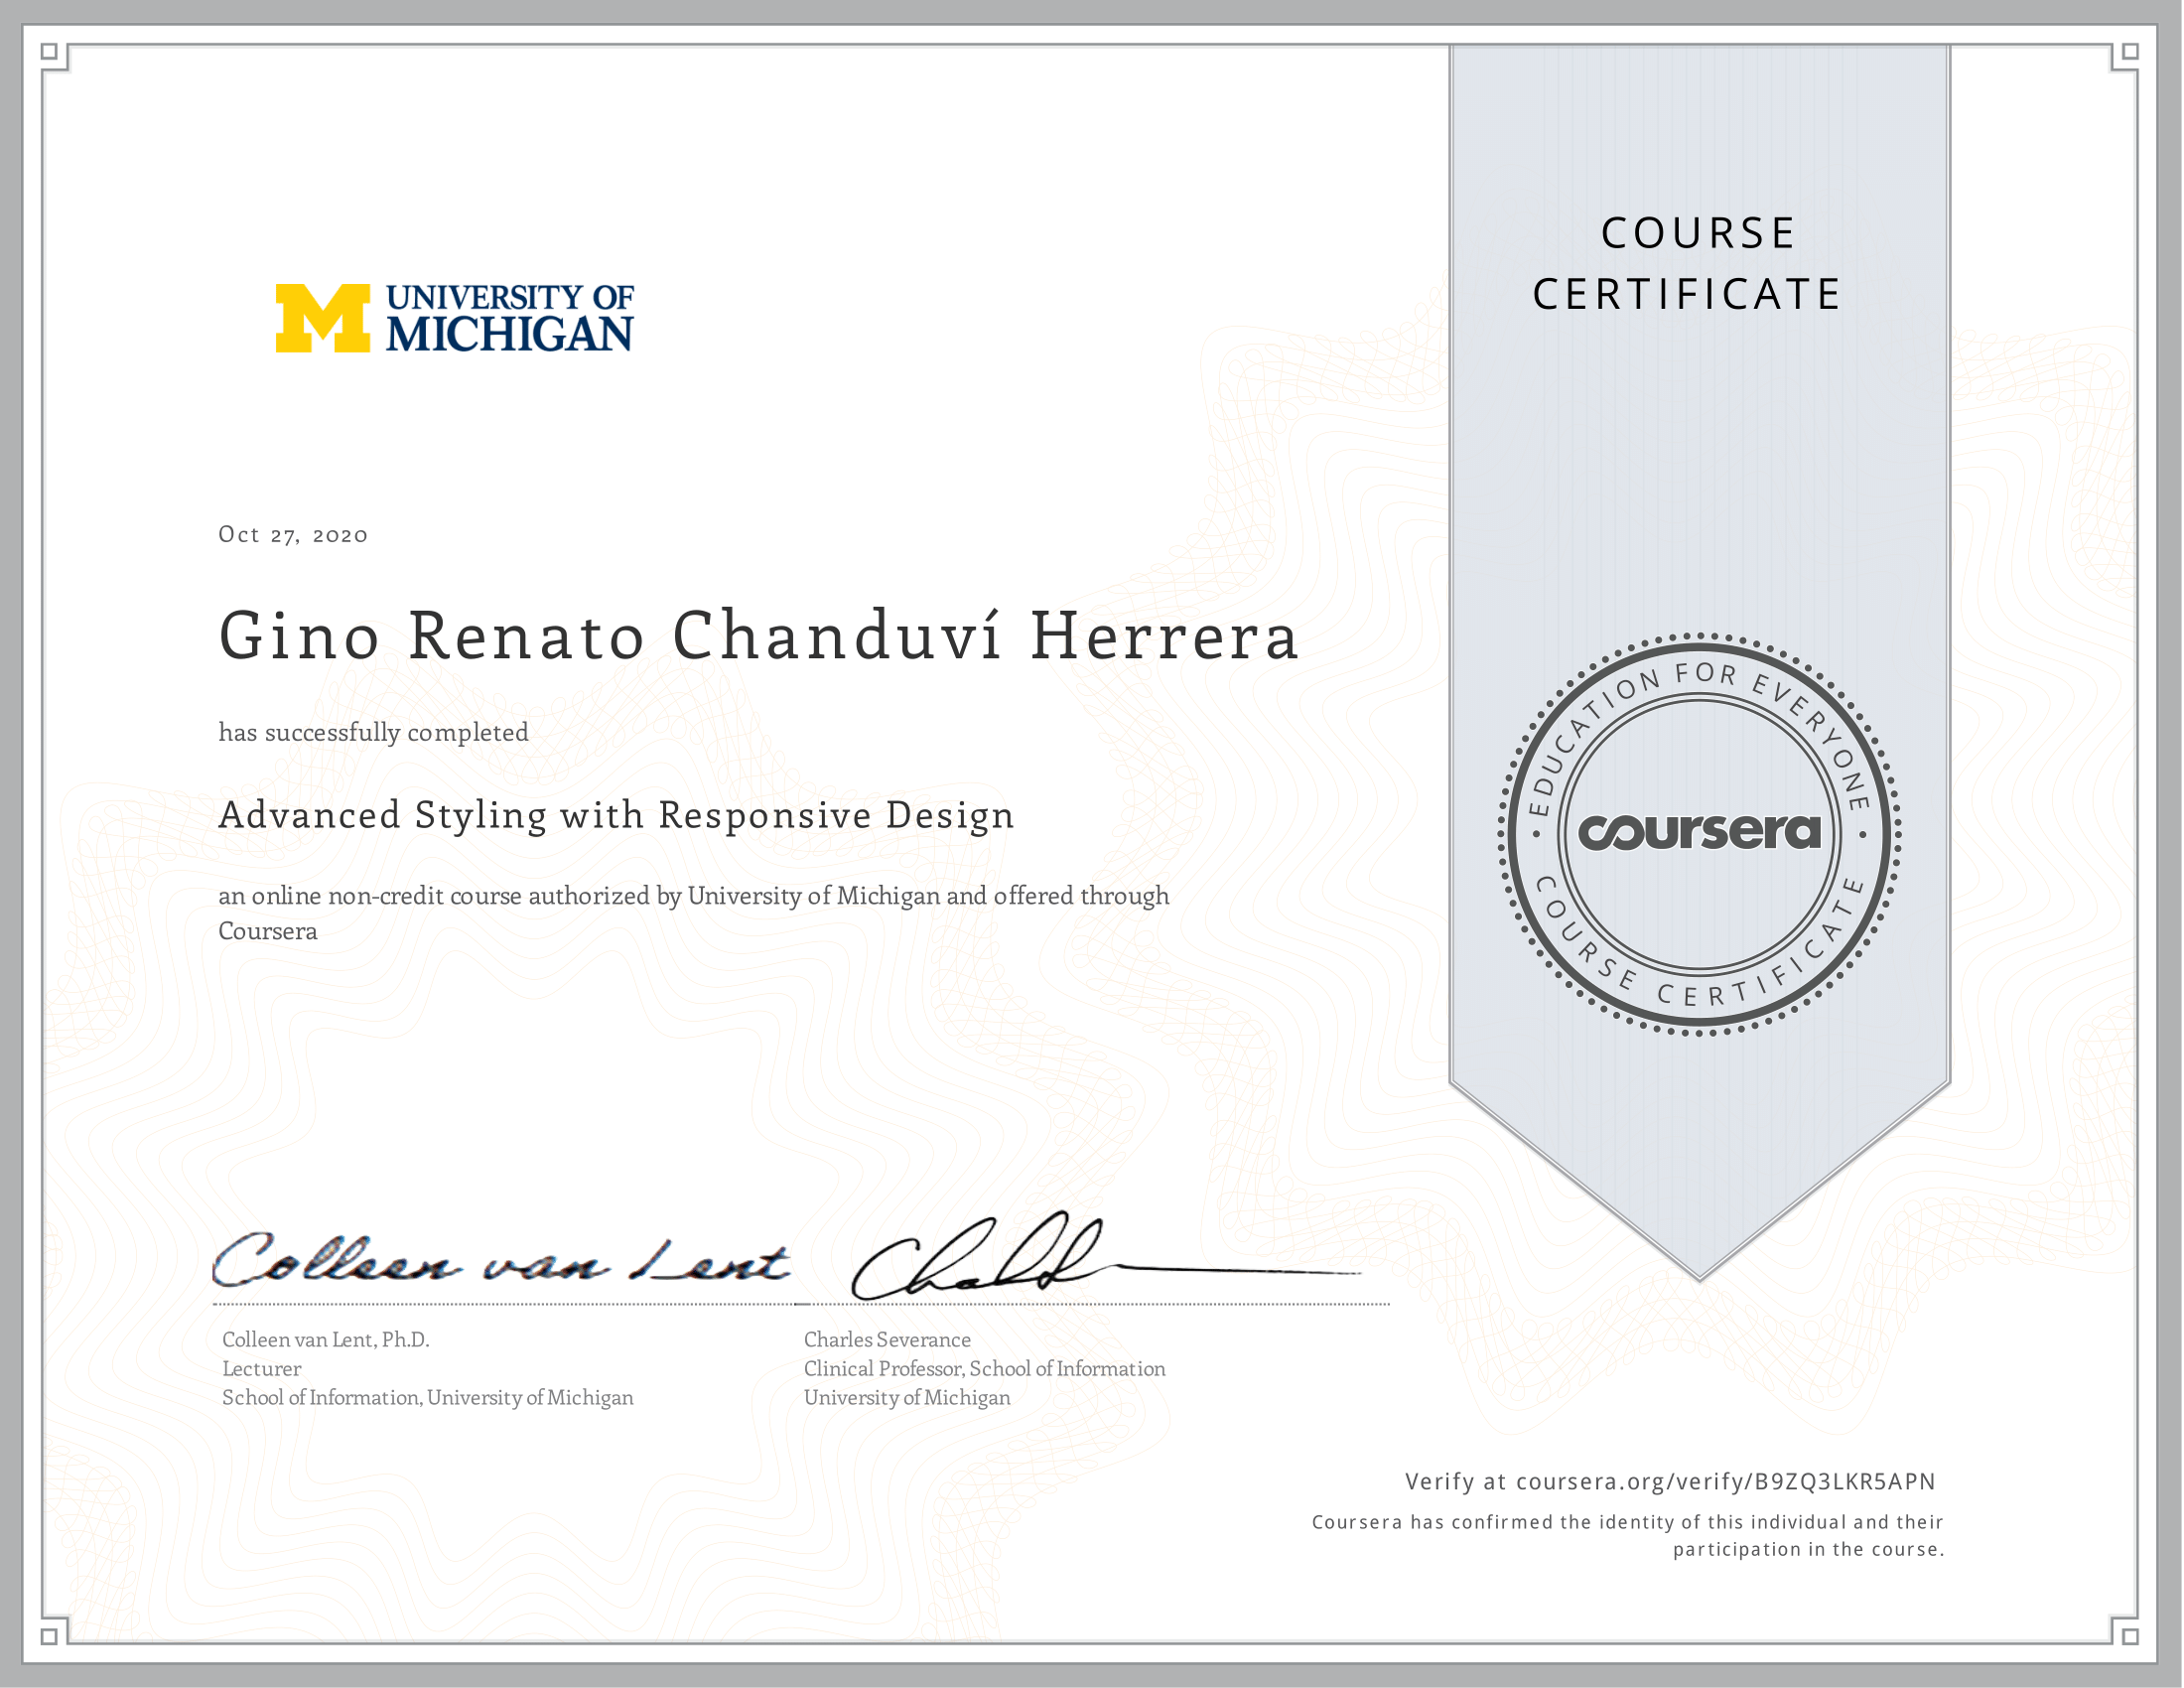 UNIVERSITY OF
MICHIGAN
COURSE
CERTIFICATE
Oct 27, 2020
Gino Renato Chanduví Herrera
has successfully completed
Advanced Styling with Responsive Design
an online non-credit course authorized by University of Michigan and offered through
Coursera
EDUCATION FOR EVERYONE
coursera
COURSE CERTIFICATE
Colleen van Lent
Colleen van Lent, Ph.D.
Lecturer
School of Information, University of Michigan
Charles Severance
Clinical Professor, School of Information
University of Michigan
Verify at coursera.org/verify/B9ZQ3LKR5APN
Coursera has confirmed the identity of this individual and their
participation in the course.